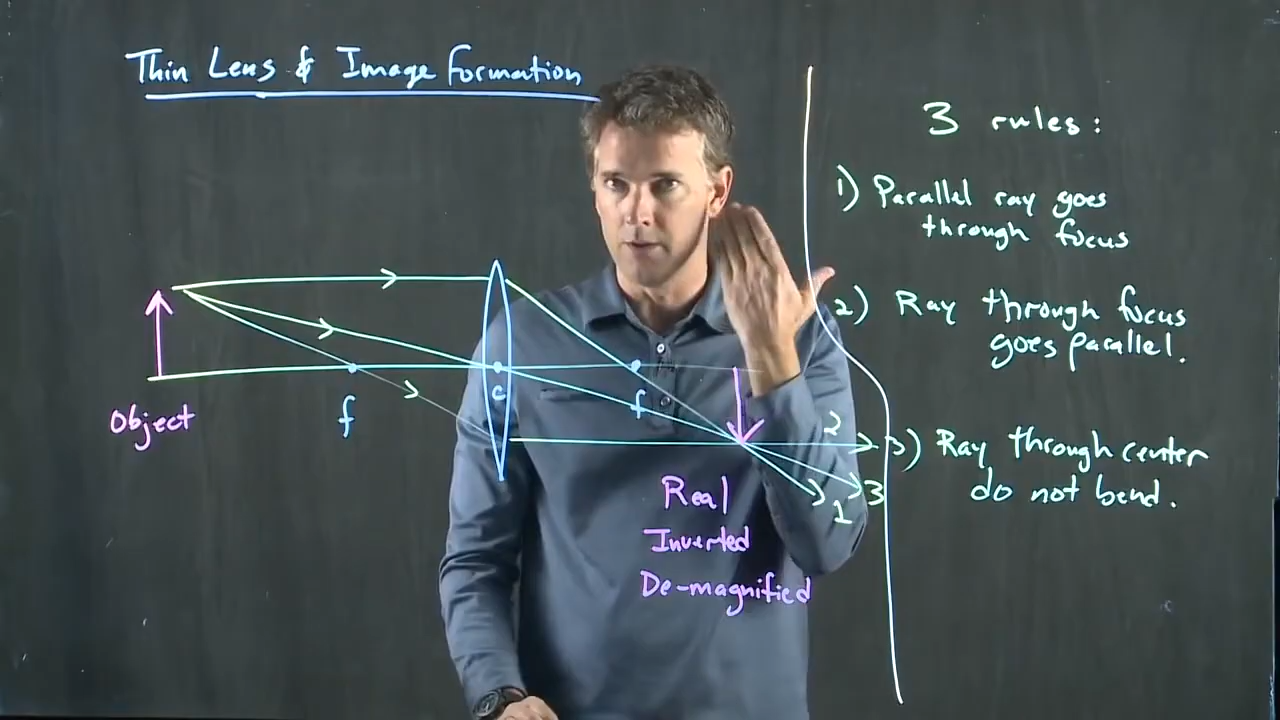 Thin Lens & Image Formation
3 rules:
1) Parallel ray goes
through focus
2) Ray through focus
goes parallel.
3) Ray through center
do not bend.
Object
f
c
f
2
3
1
Real
Inverted
De-magnified